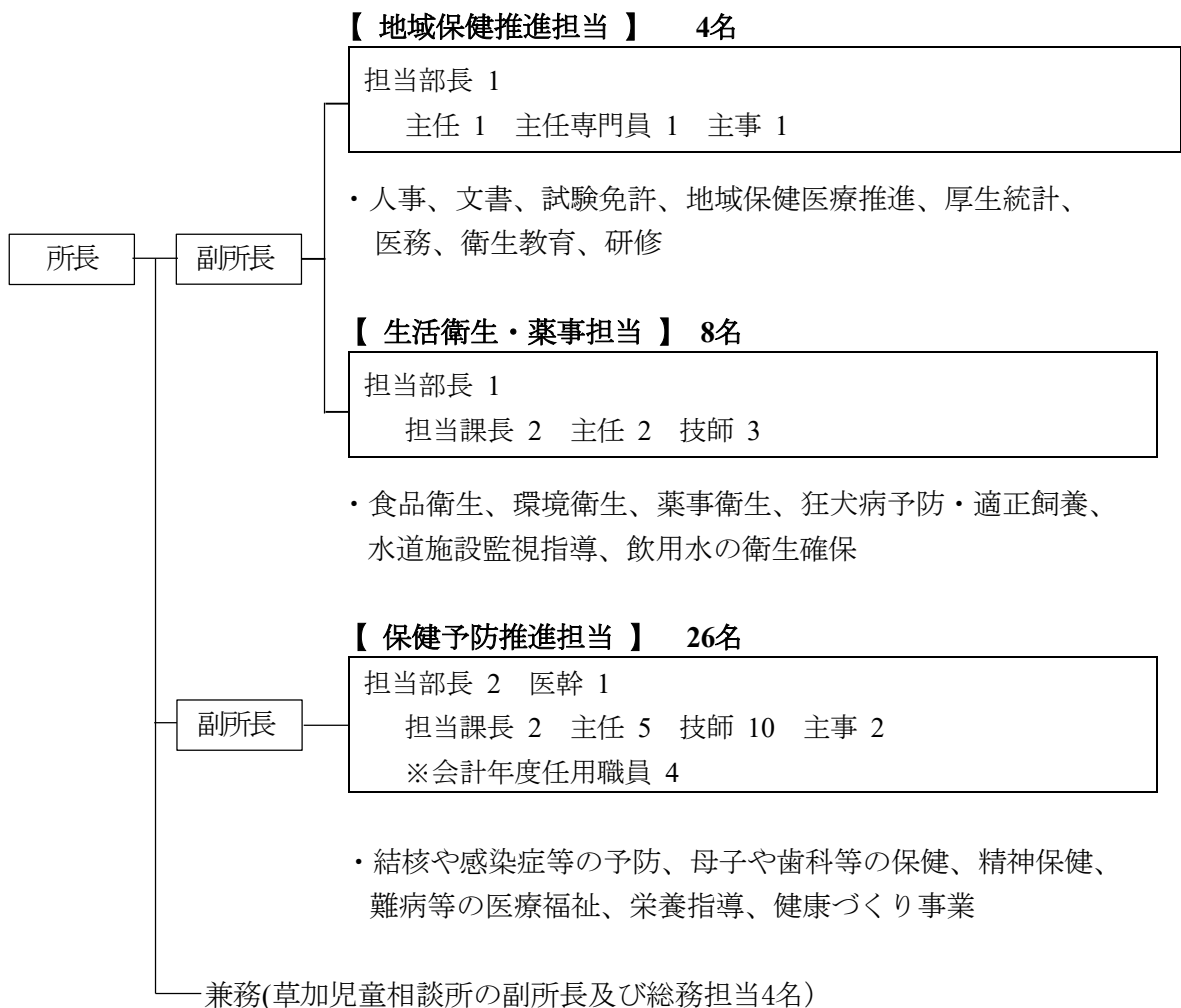 【 地域保健推進担当 】 4名
担当部長 1
主任 1 主任専門員 1 主事 1
・人事、文書、試験免許、地域保健医療推進、厚生統計、
医務、衛生教育、研修
所長
副所長
【 生活衛生・薬事担当 】 8名
担当部長 1
担当課長 2 主任 2 技師 3
・食品衛生、環境衛生、薬事衛生、狂犬病予防・適正飼養、
水道施設監視指導、飲用水の衛生確保
【 保健予防推進担当 】 26名
担当部長 2 医幹 1
担当課長 2 主任 5 技師 10 主事 2
※会計年度任用職員 4
副所長
・結核や感染症等の予防、母子や歯科等の保健、精神保健、
難病等の医療福祉、栄養指導、健康づくり事業
兼務(草加児童相談所の副所長及び総務担当4名）